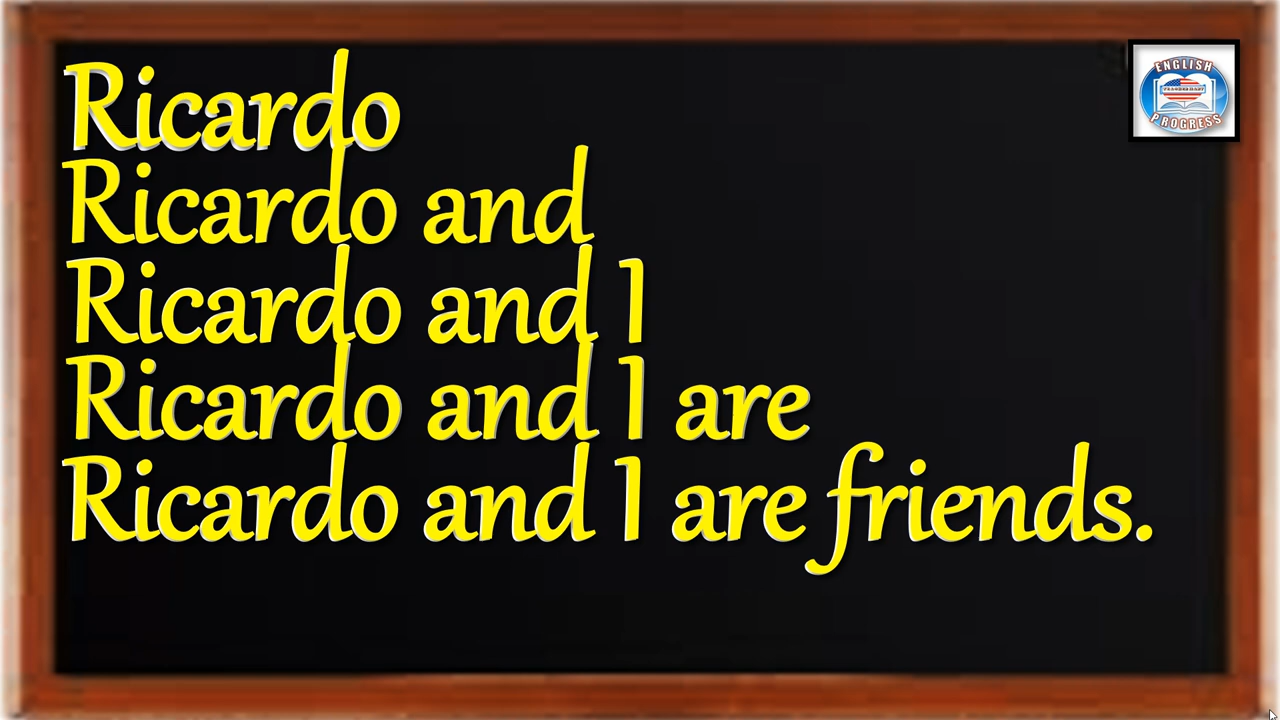 Ricardo
Ricardo and
Ricardo and I
Ricardo and I are
Ricardo and I are friends.
ENGLISH
PROGRESS